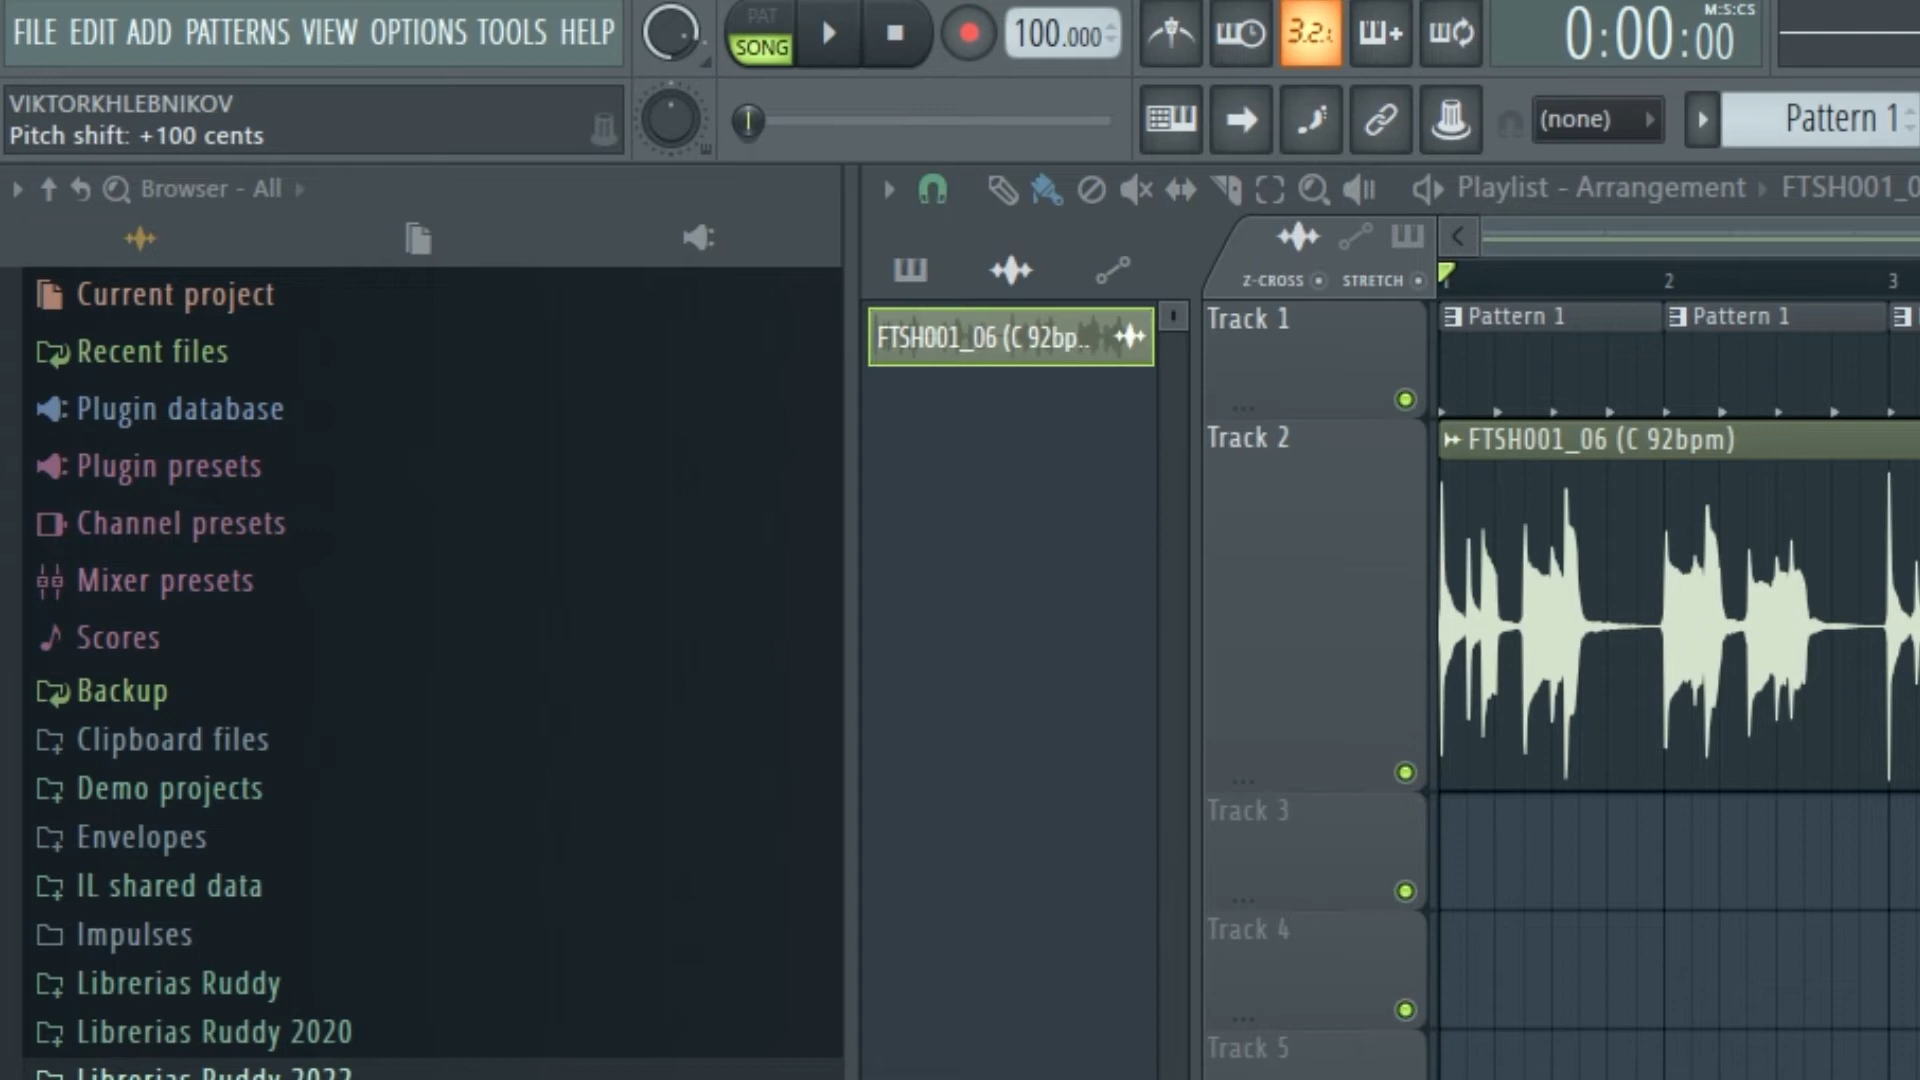 FILE EDIT ADD PATTERNS VIEW OPTIONS TOOLS HELP
PAT
SONG
100.000
3.2.
0:00:00
M:S:CS
VIKTORKHLEBNIKOV
Pitch shift: +100 cents
(none)
Pattern 1
Browser - All
Playlist - Arrangement
FTSH001_0
Z-CROSS
STRETCH
2
3
Current project
Recent files
Plugin database
Plugin presets
Channel presets
Mixer presets
Scores
Backup
Clipboard files
Demo projects
Envelopes
IL shared data
Impulses
Librerias Ruddy
Librerias Ruddy 2020
Librerias Ruddy 2022
FTSH001_06 (C 92bp..
Track 1
Pattern 1
Pattern 1
Track 2
FTSH001_06 (C 92bpm)
Track 3
Track 4
Track 5